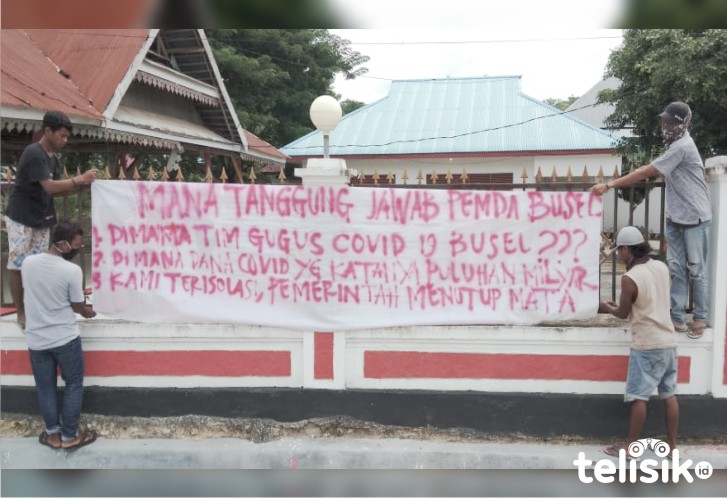 MANA TANGGUNG JAWAB PEMDA BUSEL
1. DIMANA TIM GUGUS COVID 19 BUSEL ???
2. DI MANA DANA COVID YG KATANYA PULUHAN MILYAR
3 KAMI TERISOLASI, PEMERINTAH MENUTUP MATA
telisik.id